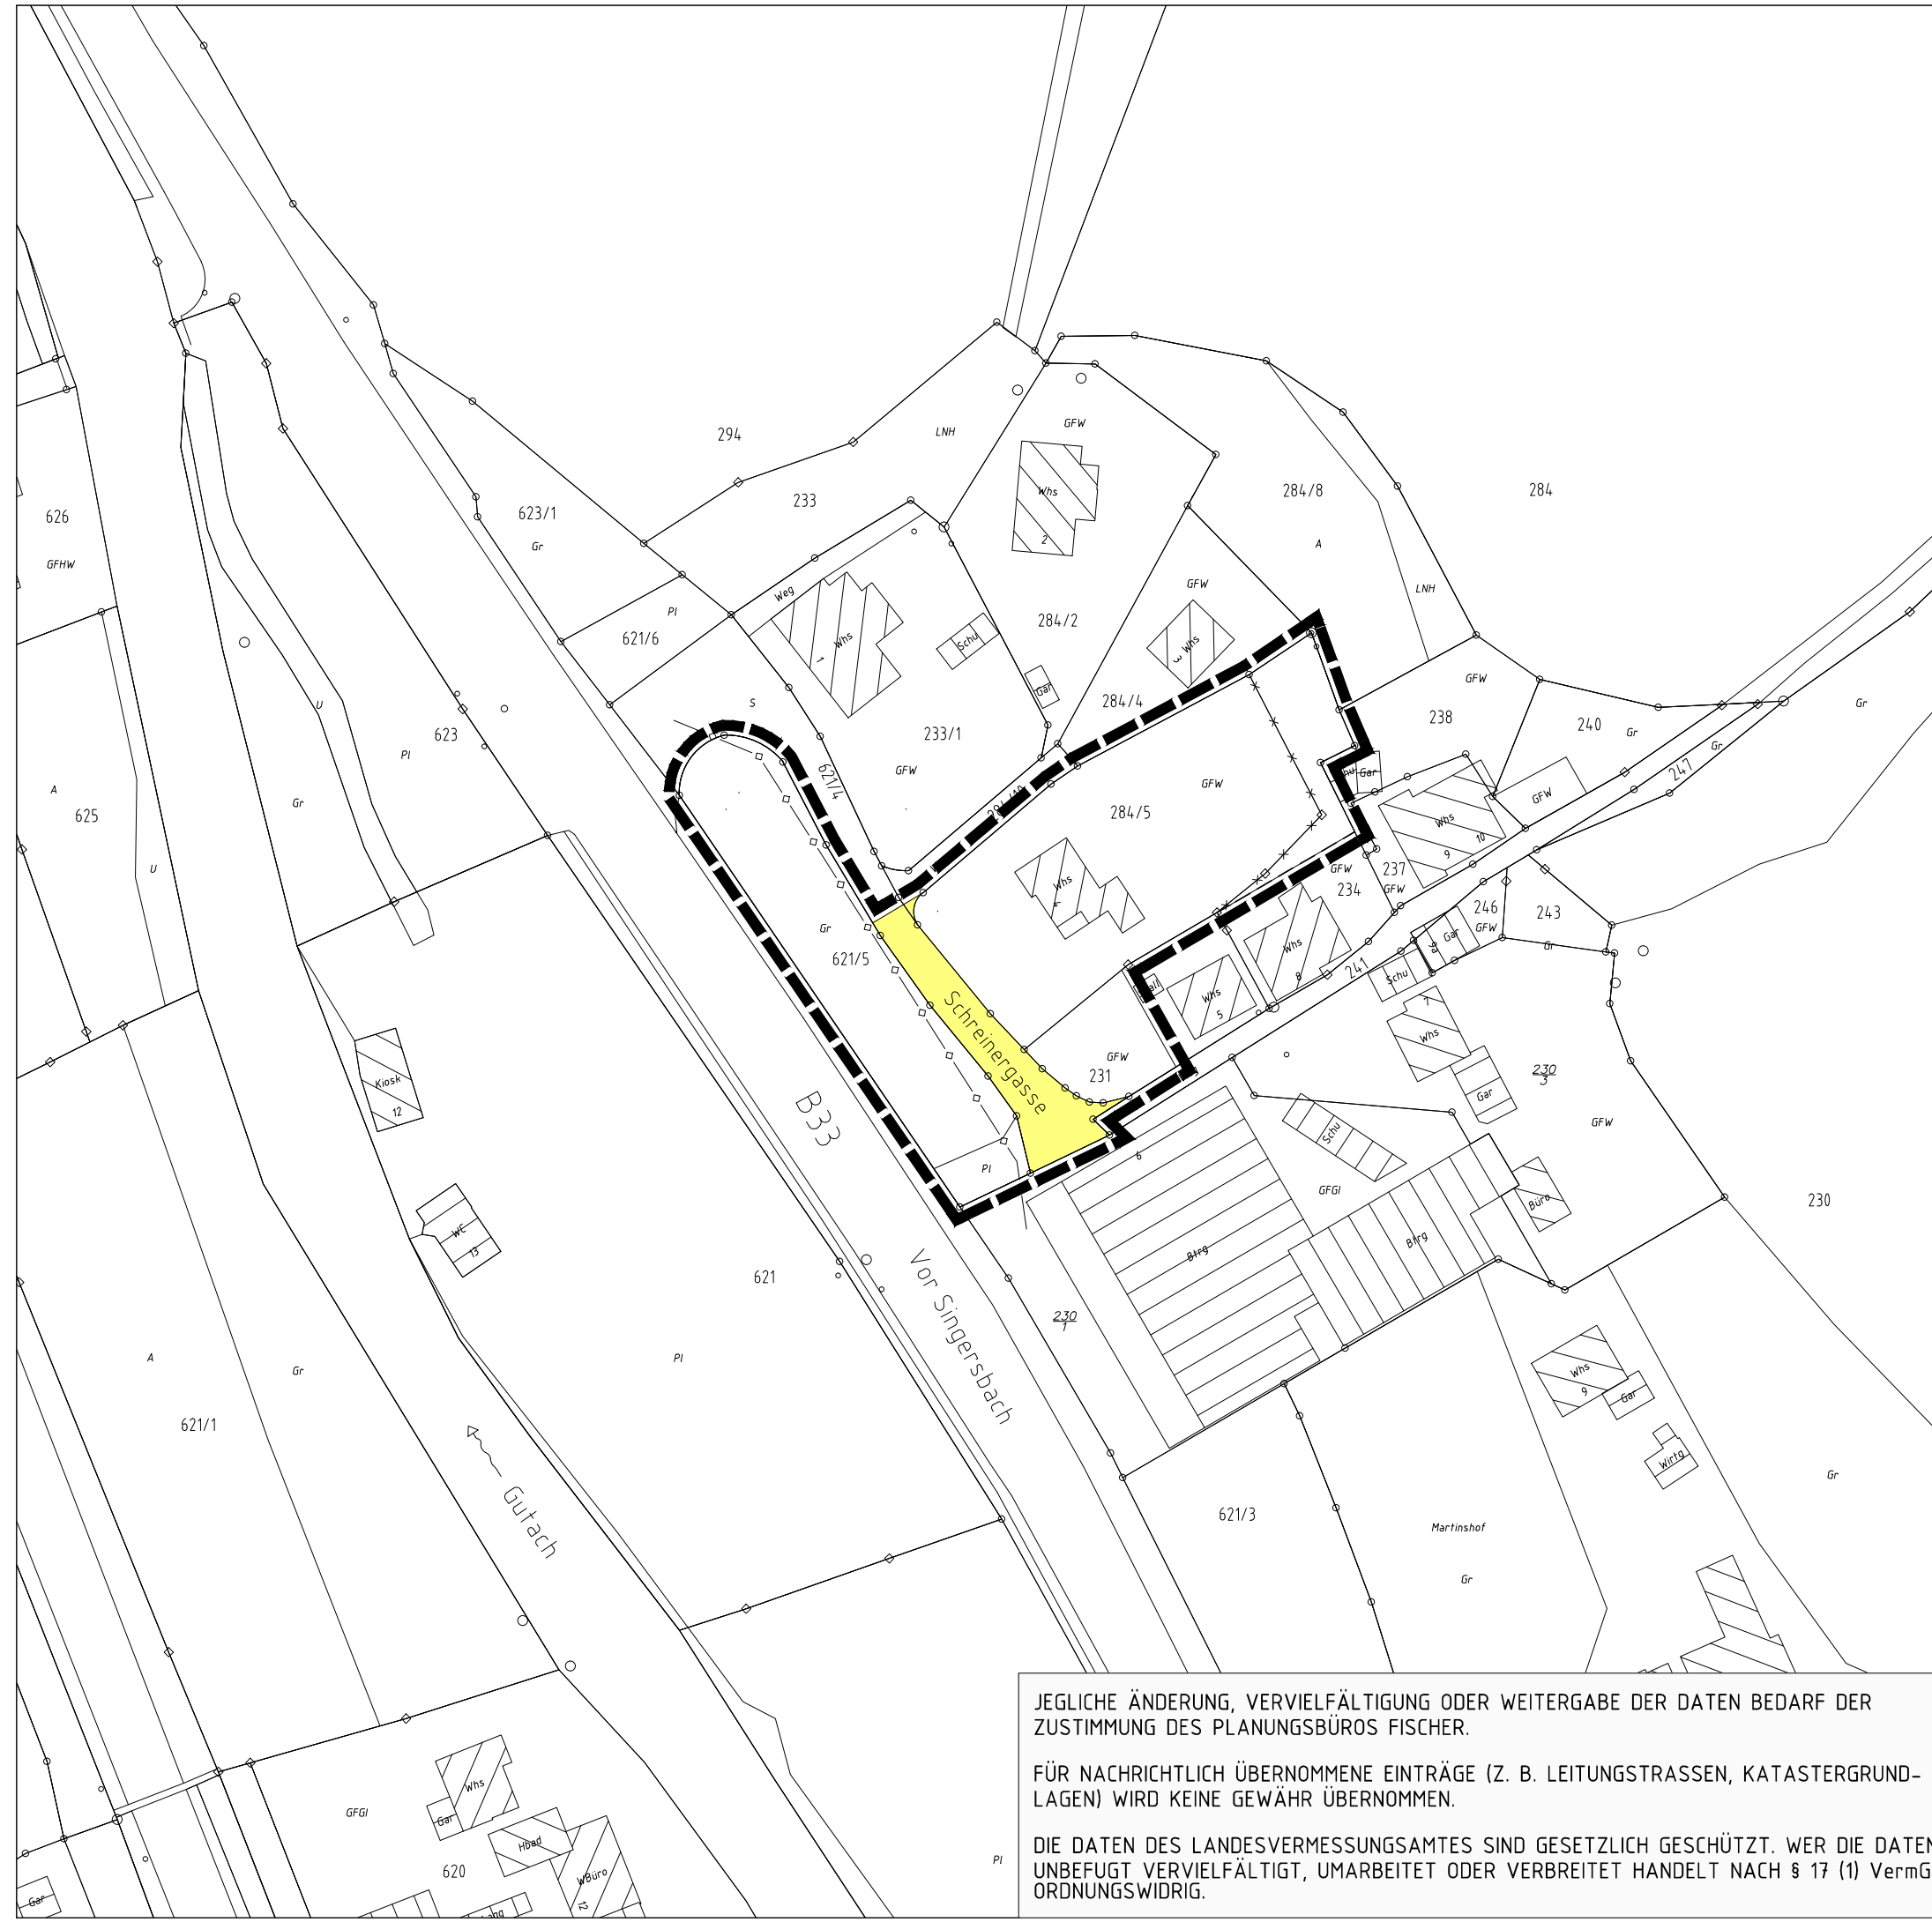 294
LNH
GFW
284/8
284
626
623/1
233
Whs
GFHW
Gr
2
A
LNH
Weg
Pl
GFW
621/6
Whs
1
Schu
284/2
3 Whs
Gar
GFW
U
S
284/4
238
240
Gr
Gr
623
Pl
233/1
Gr
247
621/4
GFW
GFW
Gar
GFW
A
625
Gr
284/5
Whs
9
10
U
Whs
GFW
237
234
GFW
246
243
GFW
Gr
Gr
621/5
Whs
8
241
Gar
9a
Schu
Whs
5
7
Whs
Schreinergasse
GFW
231
230
3
Kiosk
12
B33
Gar
GFW
Schu
6
Pl
GFGI
Büro
230
WE
13
Btrg
Btrg
621
Vor Singersbach
230
1
A
Gr
Pl
Whs
9
Gar
621/1
Wirtg
Gr
Gutach
621/3
Martinshof
Gr
JEGLICHE ÄNDERUNG, VERVIELFÄLTIGUNG ODER WEITERGABE DER DATEN BEDARF DER
ZUSTIMMUNG DES PLANUNGSBÜROS FISCHER.
FÜR NACHRICHTLICH ÜBERNOMMENE EINTRÄGE (Z. B. LEITUNGSTRASSEN, KATASTERGRUND-
LAGEN) WIRD KEINE GEWÄHR ÜBERNOMMEN.
DIE DATEN DES LANDESVERMESSUNGSAMTES SIND GESETZLICH GESCHÜTZT. WER DIE DATEN
UNBEFUGT VERVIELFÄLTIGT, UMARBEITET ODER VERBREITET HANDELT NACH § 17 (1) VermG
ORDNUNGSWIDRIG.
Whs
GFGI
Gar
Hbad
620
WBüro
12
Pl
Gar